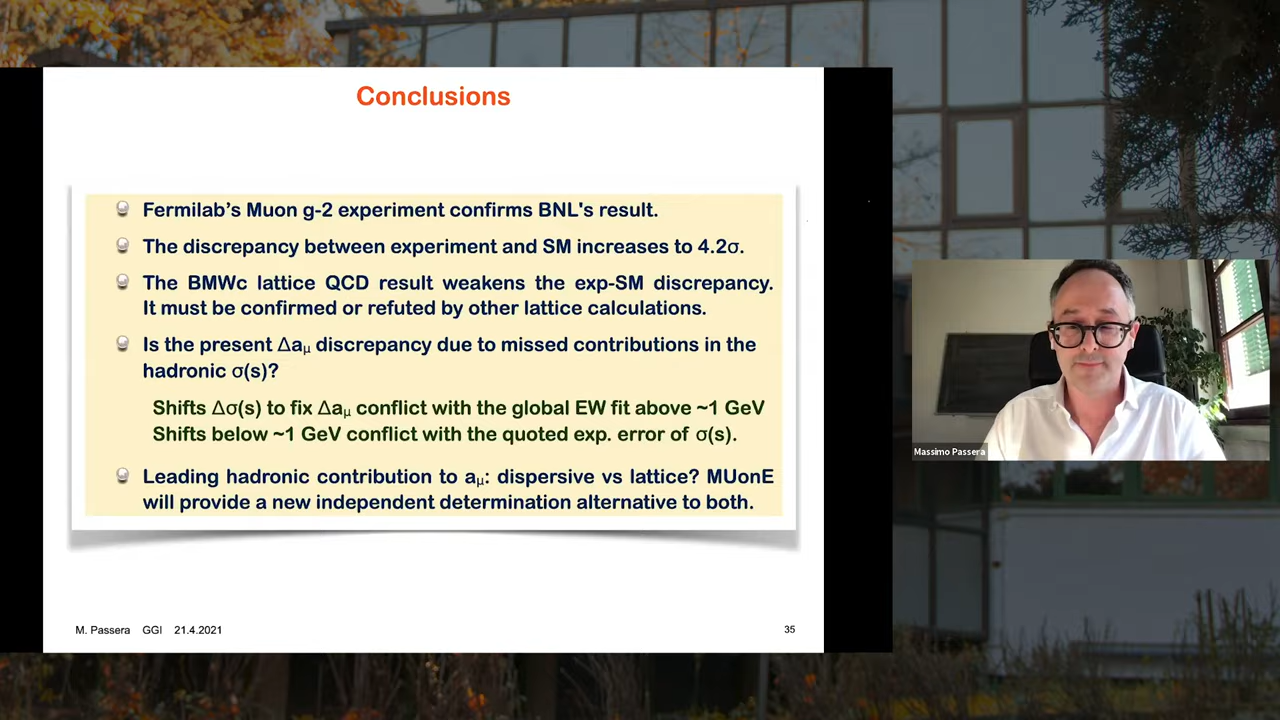 Conclusions
Fermilab’s Muon g-2 experiment confirms BNL's result.
The discrepancy between experiment and SM increases to 4.2σ.
The BMWc lattice QCD result weakens the exp-SM discrepancy.
It must be confirmed or refuted by other lattice calculations.
Is the present Δaμ discrepancy due to missed contributions in the
hadronic σ(s)?
Shifts Δσ(s) to fix Δaμ conflict with the global EW fit above ~1 GeV
Shifts below ~1 GeV conflict with the quoted exp. error of σ(s).
Leading hadronic contribution to aμ: dispersive vs lattice? MUonE
will provide a new independent determination alternative to both.
M. Passera GGI 21.4.2021
35
Massimo Passera